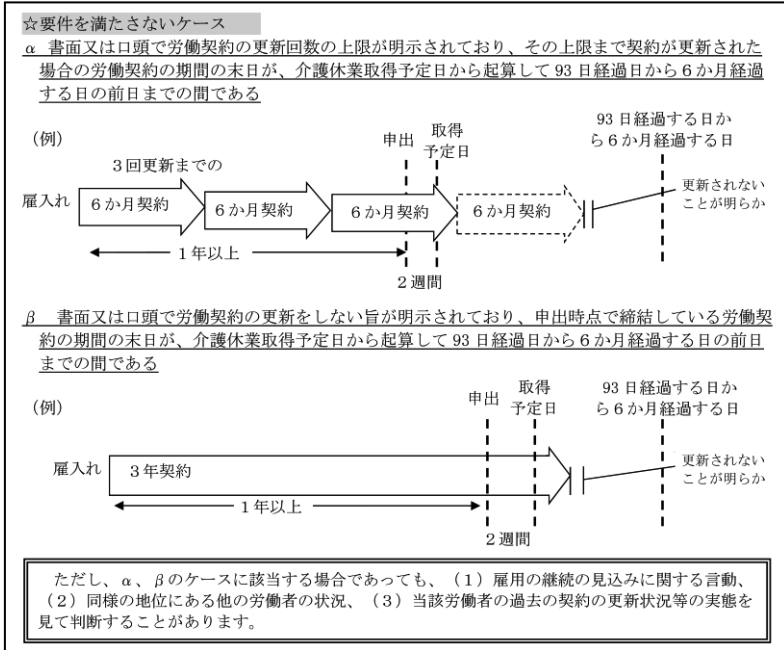 ☆要件を満たさないケース
α 書面又は口頭で労働契約の更新回数の上限が明示されており、その上限まで契約が更新された
場合の労働契約の期間の末日が、介護休業取得予定日から起算して93日経過日から６か月経過
する日の前日までの間である
（例）
３回更新までの
申出
取得
予定日
93日経過する日か
ら６か月経過する日
雇入れ
６か月契約
６か月契約
６か月契約
６か月契約
更新されない
ことが明らか
１年以上
２週間
β 書面又は口頭で労働契約の更新をしない旨が明示されており、申出時点で締結している労働契
約の期間の末日が、介護休業取得予定日から起算して93日経過日から６か月経過する日の前日
までの間である
（例）
申出
取得
予定日
93日経過する日か
ら６か月経過する日
雇入れ
３年契約
更新されない
ことが明らか
１年以上
２週間
ただし、α、βのケースに該当する場合であっても、（1）雇用の継続の見込みに関する言動、
（2）同様の地位にある他の労働者の状況、（3）当該労働者の過去の契約の更新状況等の実態を
見て判断することがあります。